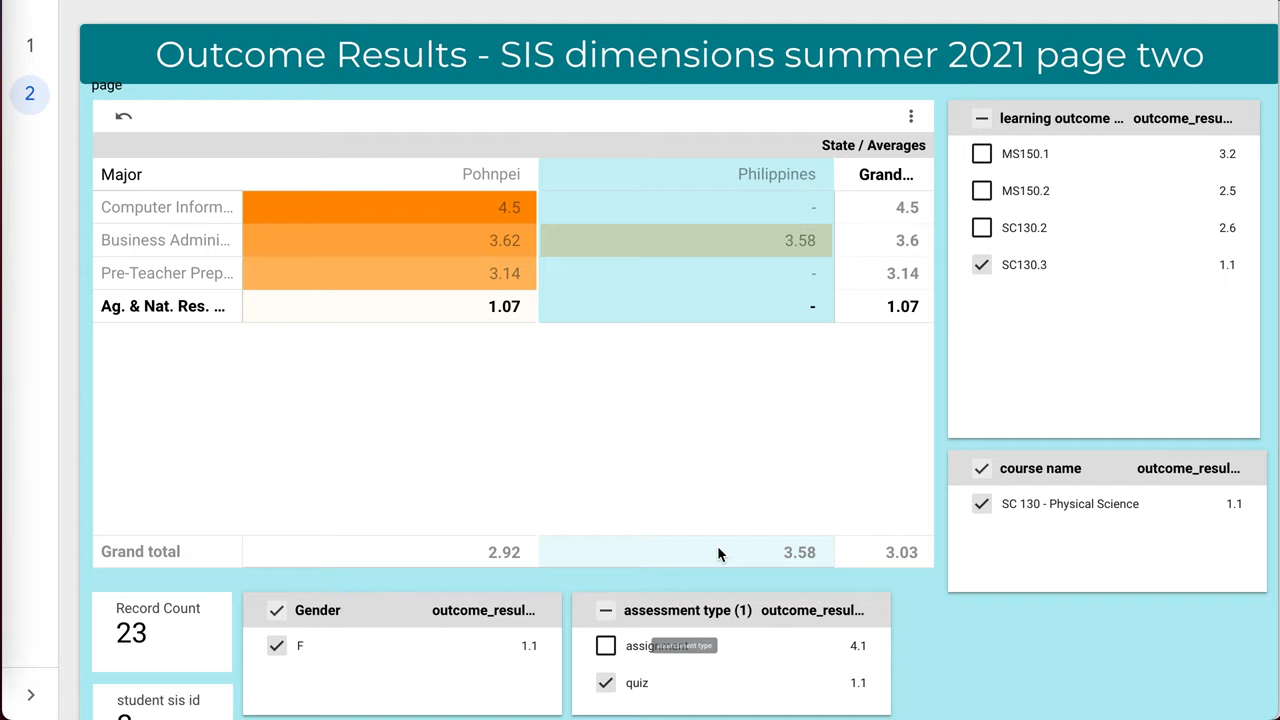 1
2
Outcome Results - SIS dimensions summer 2021 page two
page
State / Averages
Major Pohnpei Philippines Grand...
Computer Inform... 4.5 - 4.5
Business Admini... 3.62 3.58 3.6
Pre-Teacher Prep... 3.14 - 3.14
Ag. & Nat. Res. ... 1.07 - 1.07
Grand total 2.92 3.58 3.03
learning outcome ... outcome_resu...
MS150.1 3.2
MS150.2 2.5
SC130.2 2.6
SC130.3 1.1
course name outcome_resul...
SC 130 - Physical Science 1.1
Record Count
23
student sis id
Gender outcome_resul...
F 1.1
assessment type (1) outcome_resul...
4.1
quiz 1.1